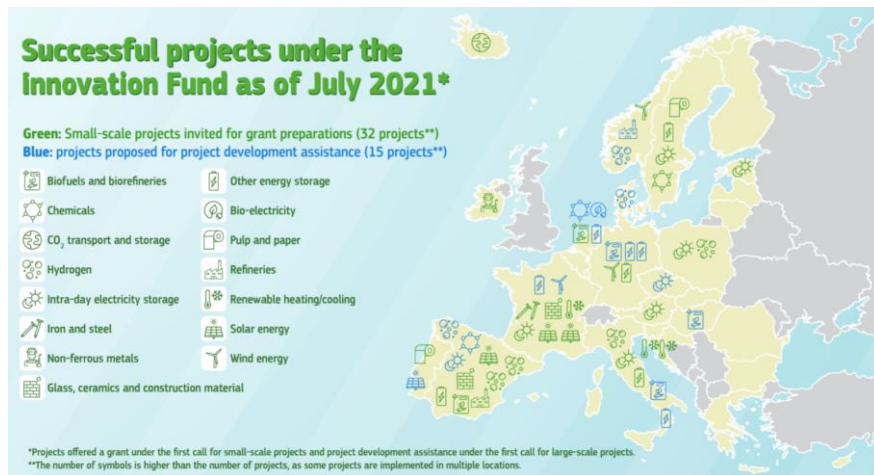 Successful projects under the
Innovation Fund as of July 2021*
Green: Small-scale projects invited for grant preparations (32 projects**)
Blue: projects proposed for project development assistance (15 projects**)
Biofuels and biorefineries
Other energy storage
Chemicals
Bio-electricity
CO₂ transport and storage
Pulp and paper
Hydrogen
Refineries
Intra-day electricity storage
Renewable heating/cooling
Iron and steel
Solar energy
Non-ferrous metals
Wind energy
Glass, ceramics and construction material
*Projects offered a grant under the first call for small-scale projects and project development assistance under the first call for large-scale projects.
**The number of symbols is higher than the number of projects, as some projects are implemented in multiple locations.